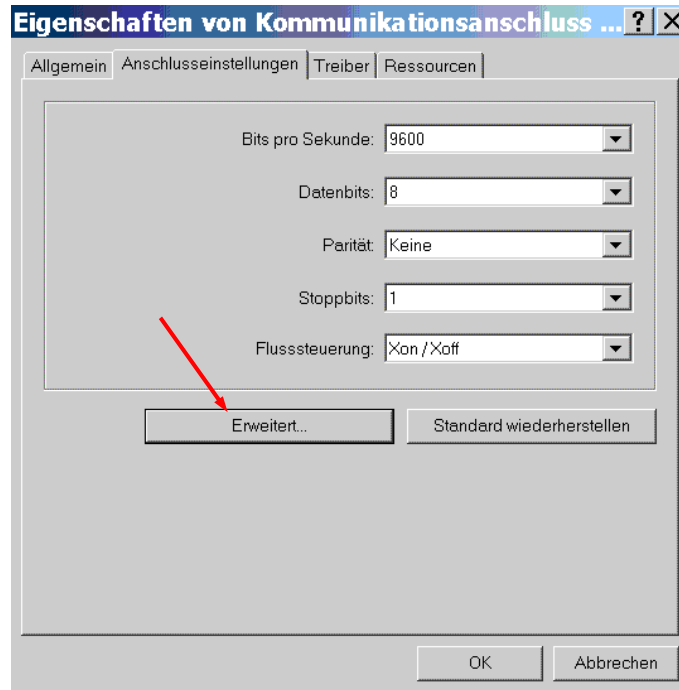 Eigenschaften von Kommunikationsanschluss ... ? X
Allgemein Anschlusseinstellungen Treiber Ressourcen
Bits pro Sekunde: 9600
Datenbits: 8
Parität: Keine
Stoppbits: 1
Flusssteuerung: Xon / Xoff
Erweitert... Standard wiederherstellen
OK Abbrechen